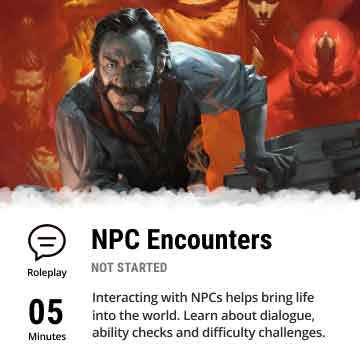 NPC Encounters
Roleplay
NOT STARTED
05
Minutes
Interacting with NPCs helps bring life
into the world. Learn about dialogue,
ability checks and difficulty challenges.